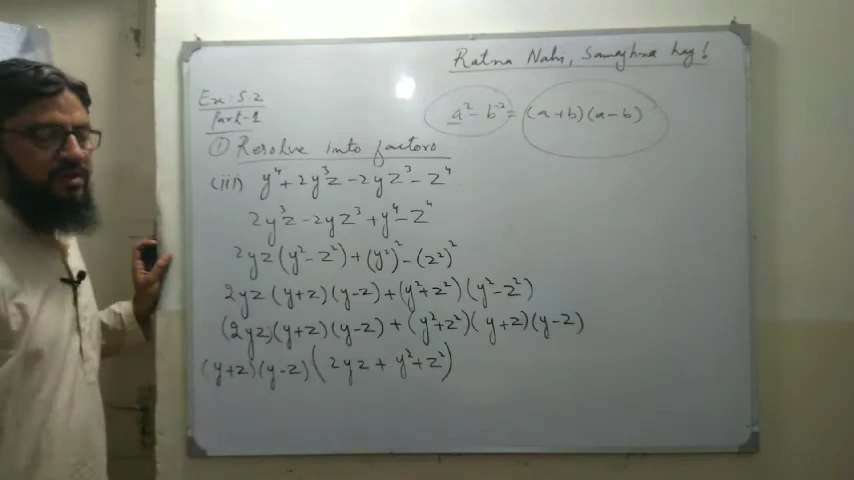 Ratna Nahi, Samajhna hay!
Ex: 5.2
Part-1
a² - b² = (a+b)(a-b)
① Resolve into factors
(iii) y⁴+2y³z-2yz³-z⁴
2y³z-2yz³+y⁴-z⁴
2yz(y²-z²)+(y²)²-(z²)²
2yz(y+z)(y-z)+(y²+z²)(y²-z²)
(2yz)(y+z)(y-z)+(y²+z²)(y+z)(y-z)
(y+z)(y-z)(2yz+y²+z²)